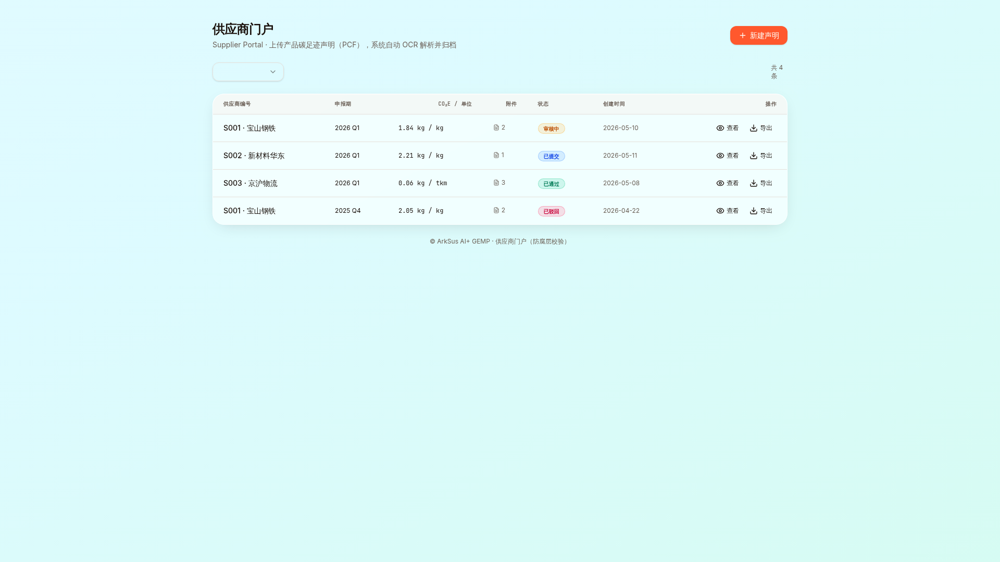 供应商门户
Supplier Portal · 上传产品碳足迹声明（PCF），系统自动 OCR 解析并归档
新建声明
共 4
条
供应商编号 申报期 CO₂E / 单位 附件 状态 创建时间 操作
S001 · 宝山钢铁 2026 Q1 1.84 kg / kg 2 审核中 2026-05-10 查看 导出
S002 · 新材料华东 2026 Q1 2.21 kg / kg 1 已提交 2026-05-11 查看 导出
S003 · 京沪物流 2026 Q1 0.06 kg / tkm 3 已通过 2026-05-08 查看 导出
S001 · 宝山钢铁 2025 Q4 2.05 kg / kg 2 已驳回 2026-04-22 查看 导出
© ArkSus AI+ GEMP · 供应商门户（防腐层校验）